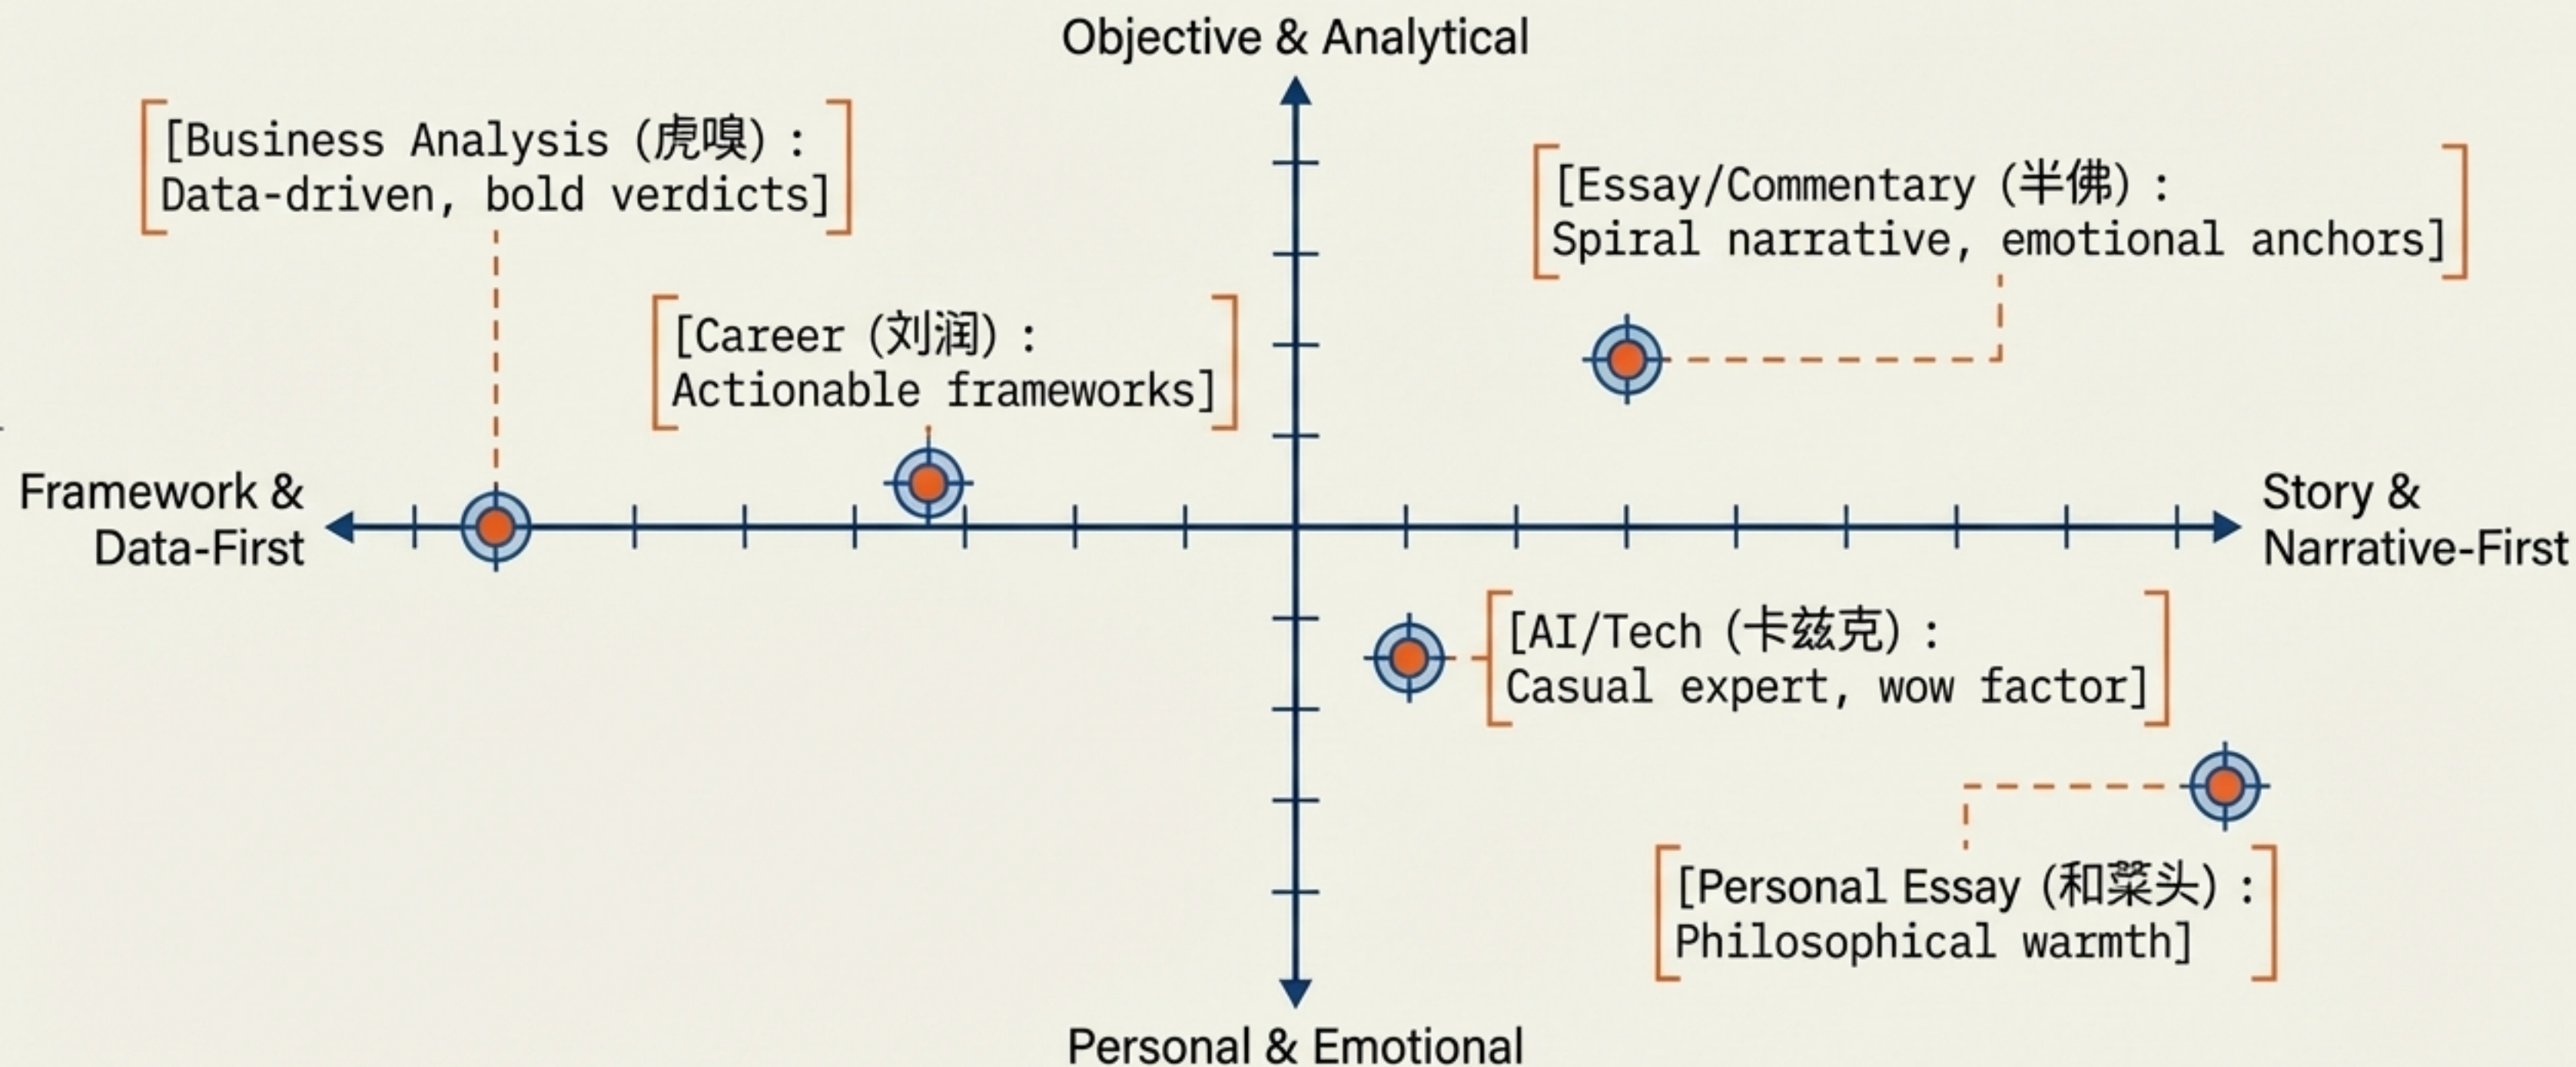 Objective & Analytical
[Business Analysis (虎嗅) :
Data-driven, bold verdicts]
[Essay/Commentary (半佛) :
Spiral narrative, emotional anchors]
[Career (刘润) :
Actionable frameworks]
Framework &
Data-First
Story &
Narrative-First
[AI/Tech (卡兹克) :
Casual expert, wow factor]
[Personal Essay (和菜头) :
Philosophical warmth]
Personal & Emotional